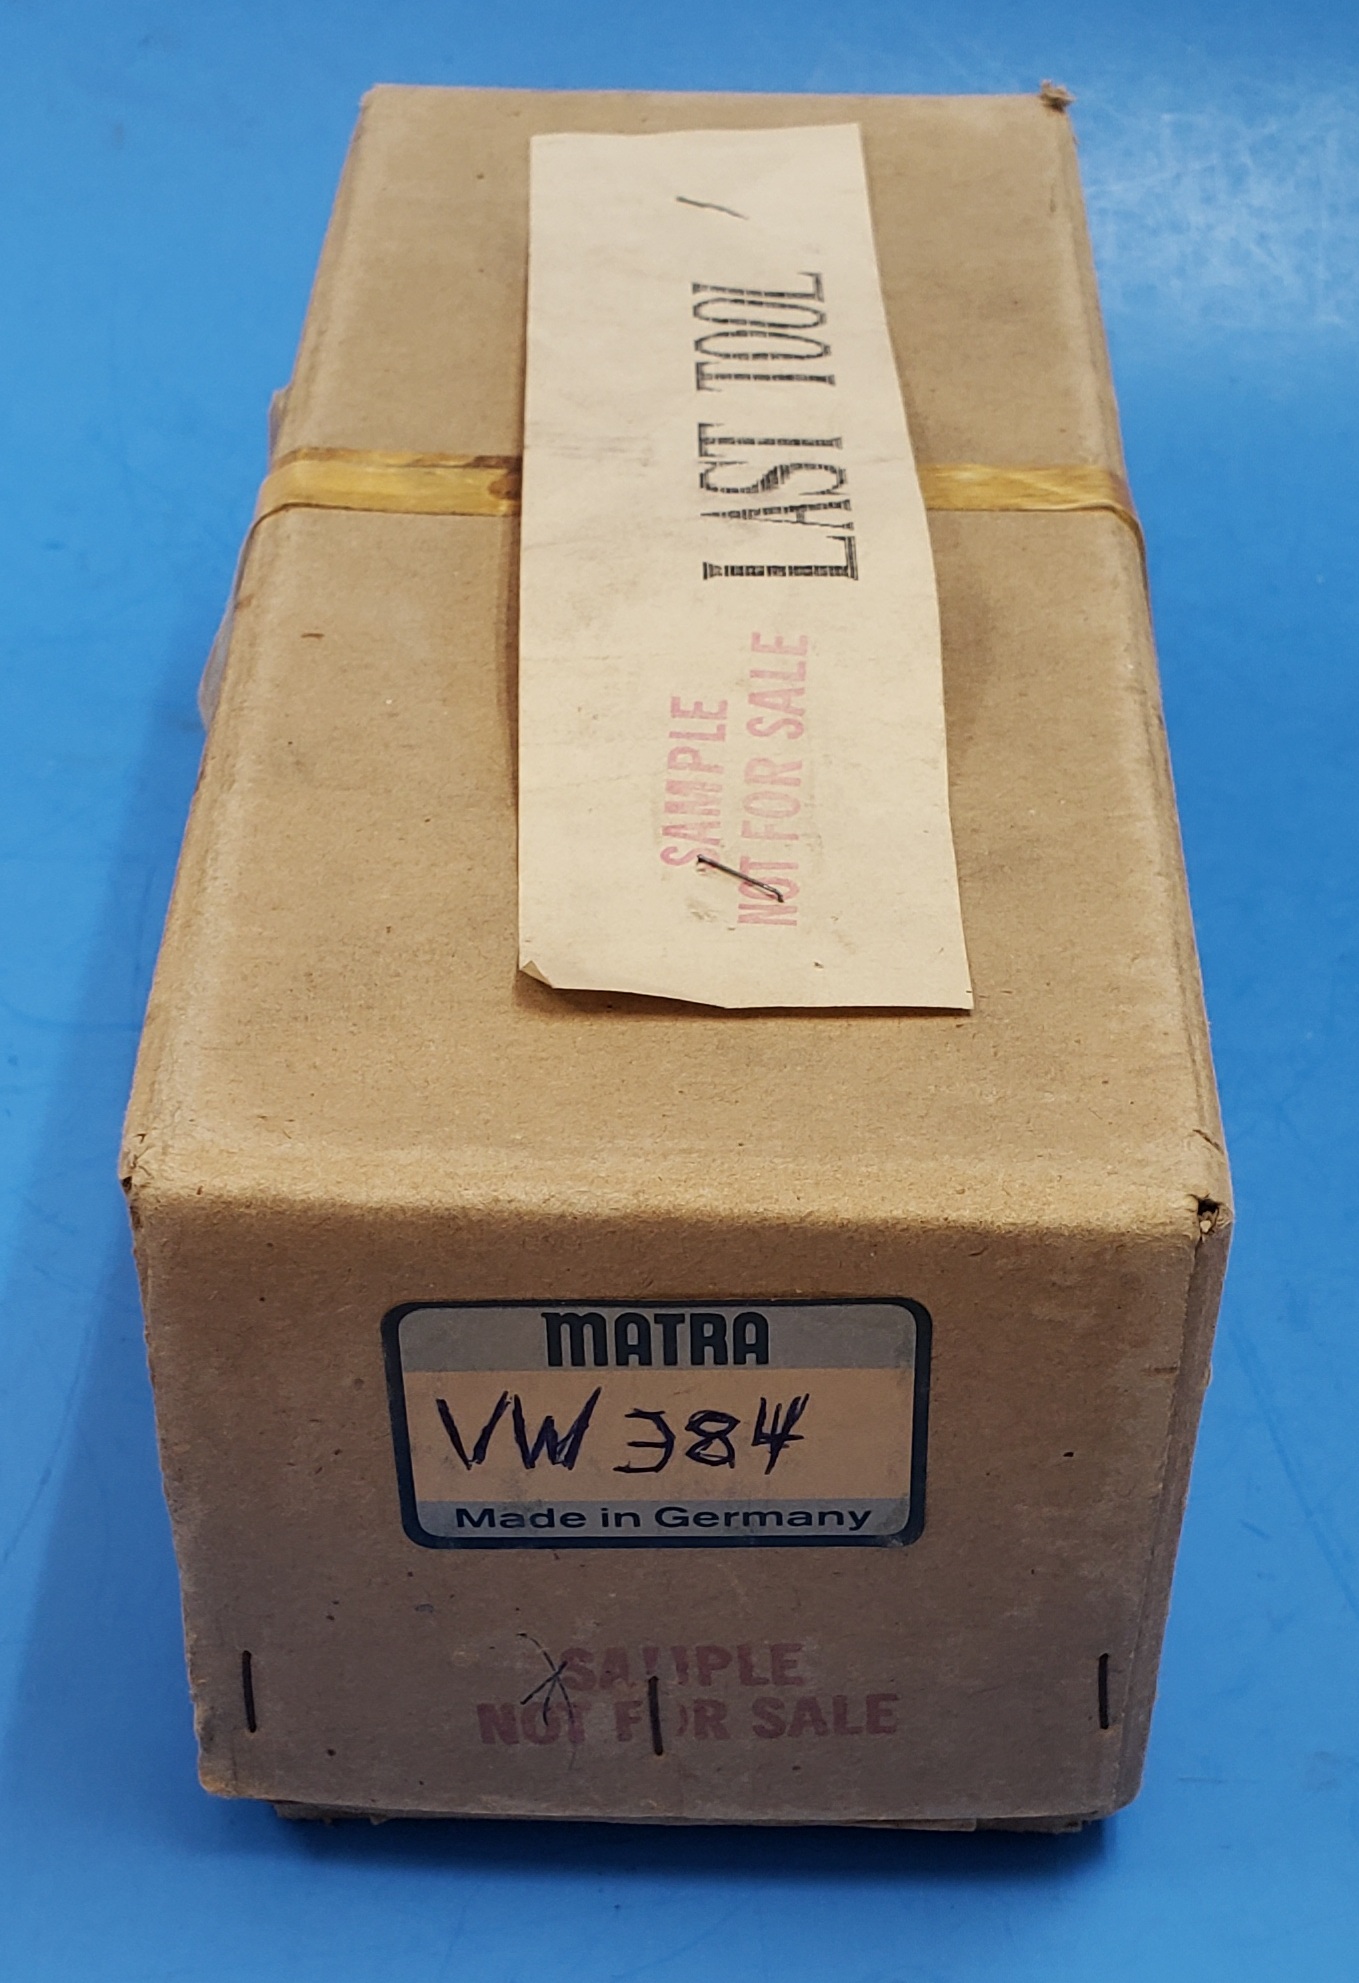 LAST TOOL
SAMPLE
NOT FOR SALE
MATRA
VW 384
Made in Germany
SAMPLE
NOT FOR SALE